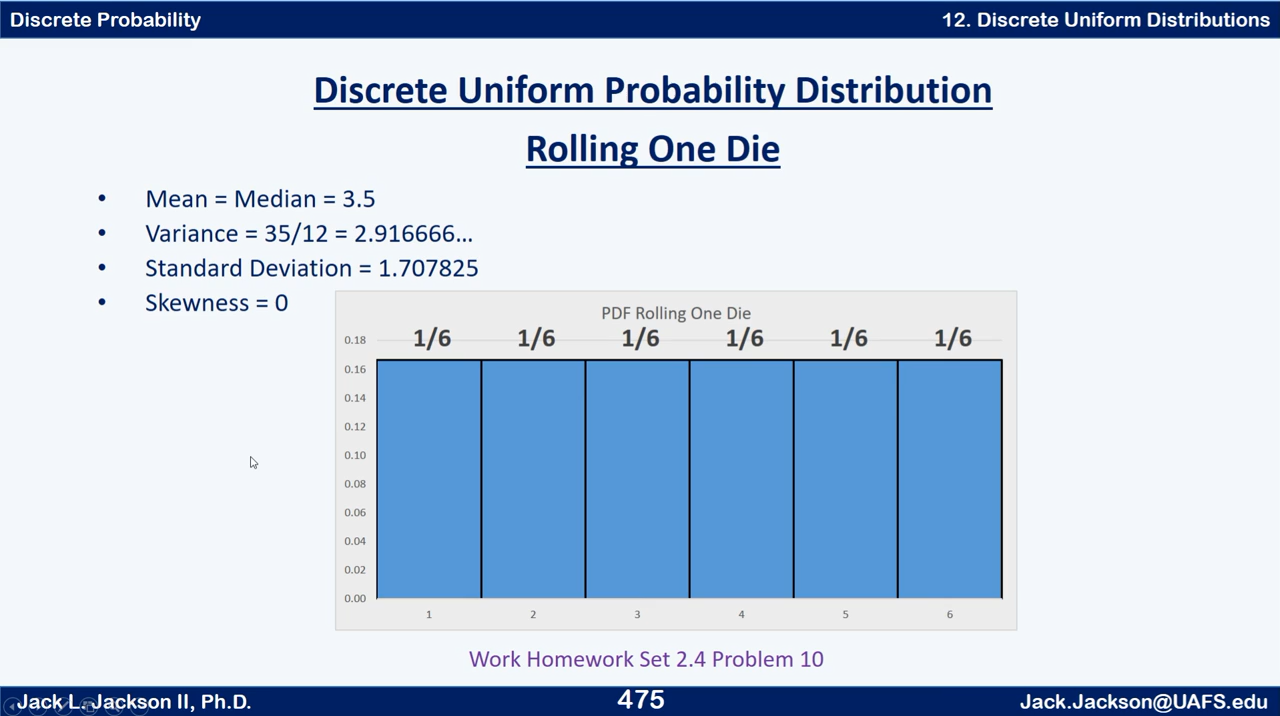 Discrete Probability
12. Discrete Uniform Distributions
Discrete Uniform Probability Distribution
Rolling One Die
• Mean = Median = 3.5
• Variance = 35/12 = 2.916666...
• Standard Deviation = 1.707825
• Skewness = 0
PDF Rolling One Die
1/6 1/6 1/6 1/6 1/6 1/6
0.18
0.16
0.14
0.12
0.10
0.08
0.06
0.04
0.02
0.00
1 2 3 4 5 6
Work Homework Set 2.4 Problem 10
Jack L. Jackson II, Ph.D.
475
Jack.Jackson@UAFS.edu